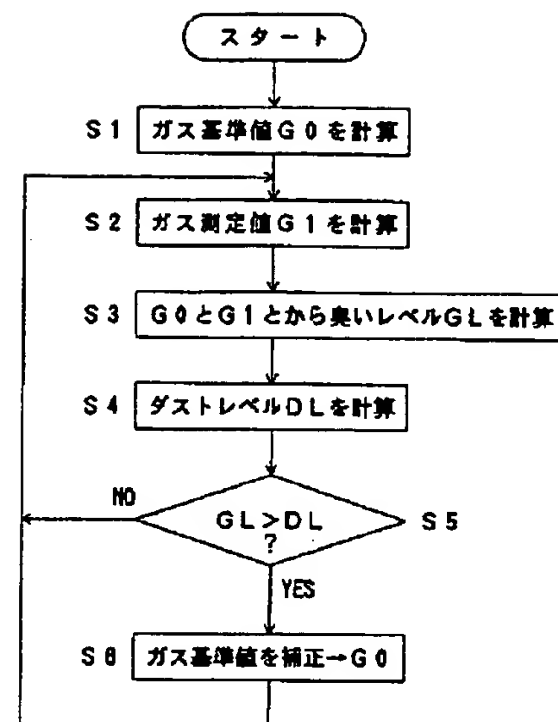 スタート
S1 ガス基準値G0を計算
S2 ガス測定値G1を計算
S3 G0とG1とから臭いレベルGLを計算
S4 ダストレベルDLを計算
GL>DL
?
S5
NO
YES
S6 ガス基準値を補正→G0